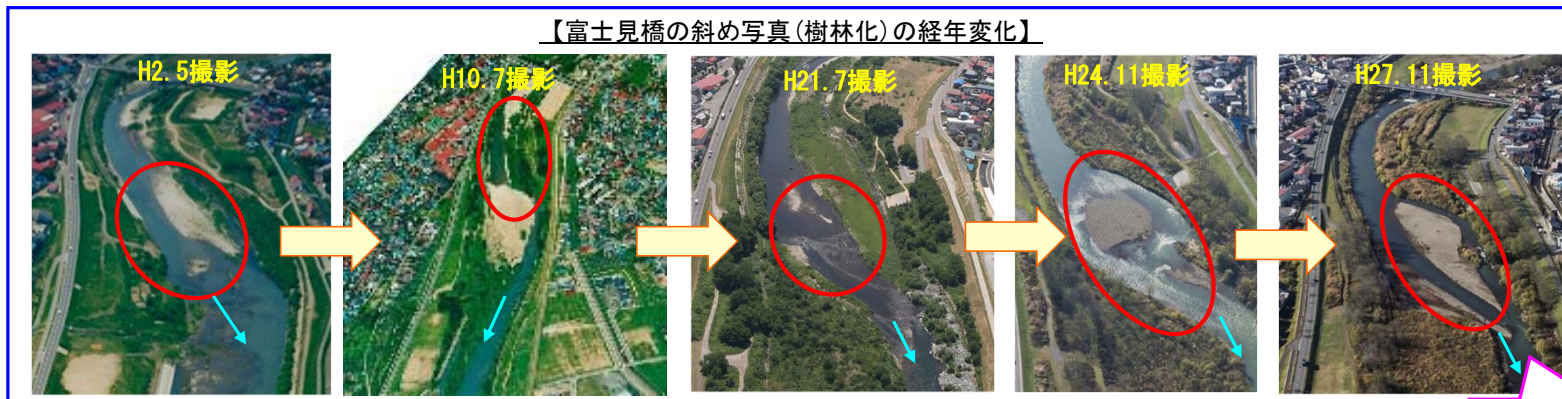 【富士見橋の斜め写真(樹林化)の経年変化】
H2.5撮影
H10.7撮影
H21.7撮影
H24.11撮影
H27.11撮影